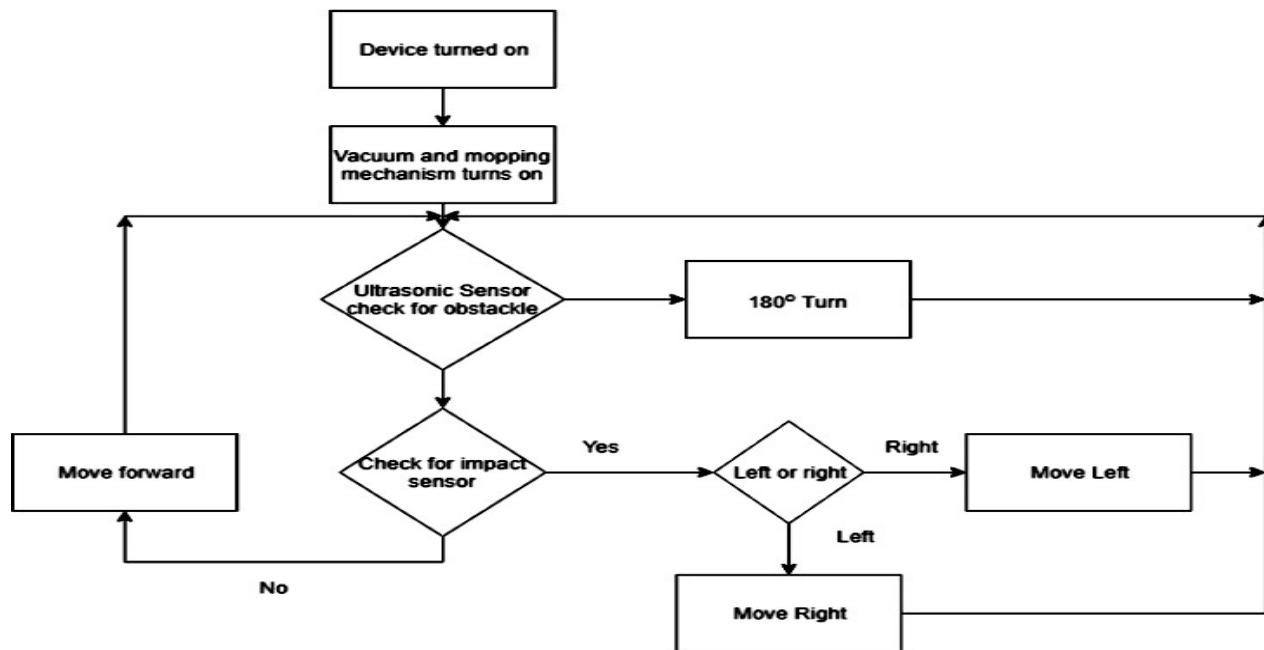 Device turned on
Vacuum and mopping
mechanism turns on
Ultrasonic Sensor
check for obstackle
180° Turn
Move forward
Check for impact
sensor
Yes
Left or right
Right
Move Left
Left
No
Move Right